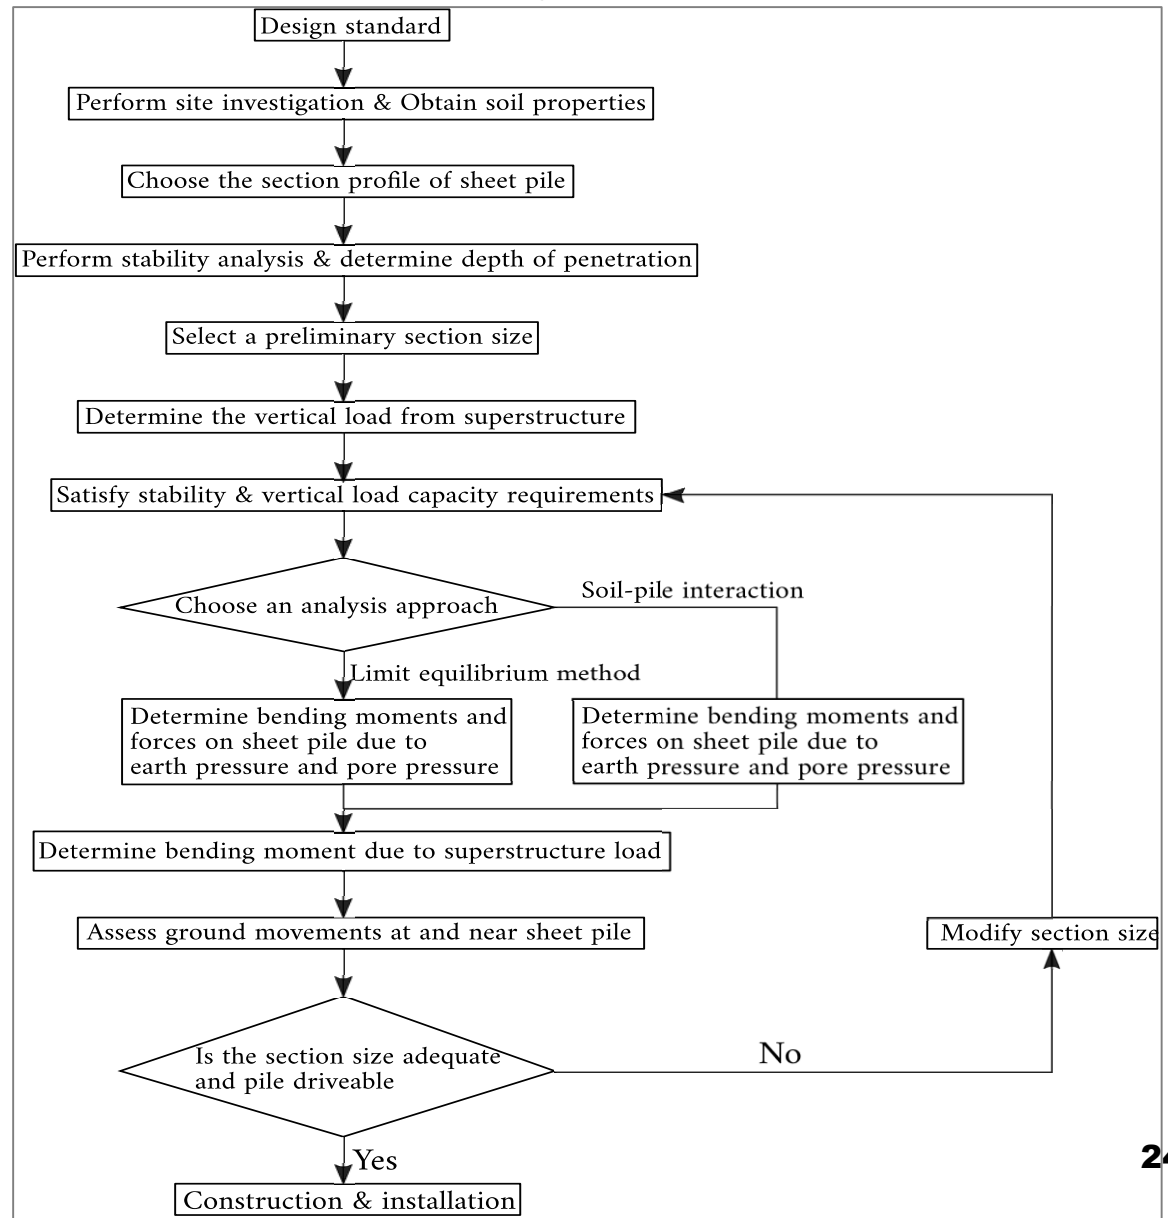 Design standard
Perform site investigation & Obtain soil properties
Choose the section profile of sheet pile
Perform stability analysis & determine depth of penetration
Select a preliminary section size
Determine the vertical load from superstructure
Satisfy stability & vertical load capacity requirements
Choose an analysis approach
Soil-pile interaction
Limit equilibrium method
Determine bending moments and
forces on sheet pile due to
earth pressure and pore pressure
Determine bending moments and
forces on sheet pile due to
earth pressure and pore pressure
Determine bending moment due to superstructure load
Assess ground movements at and near sheet pile
Modify section size
Is the section size adequate
and pile driveable
No
Yes
24
Construction & installation